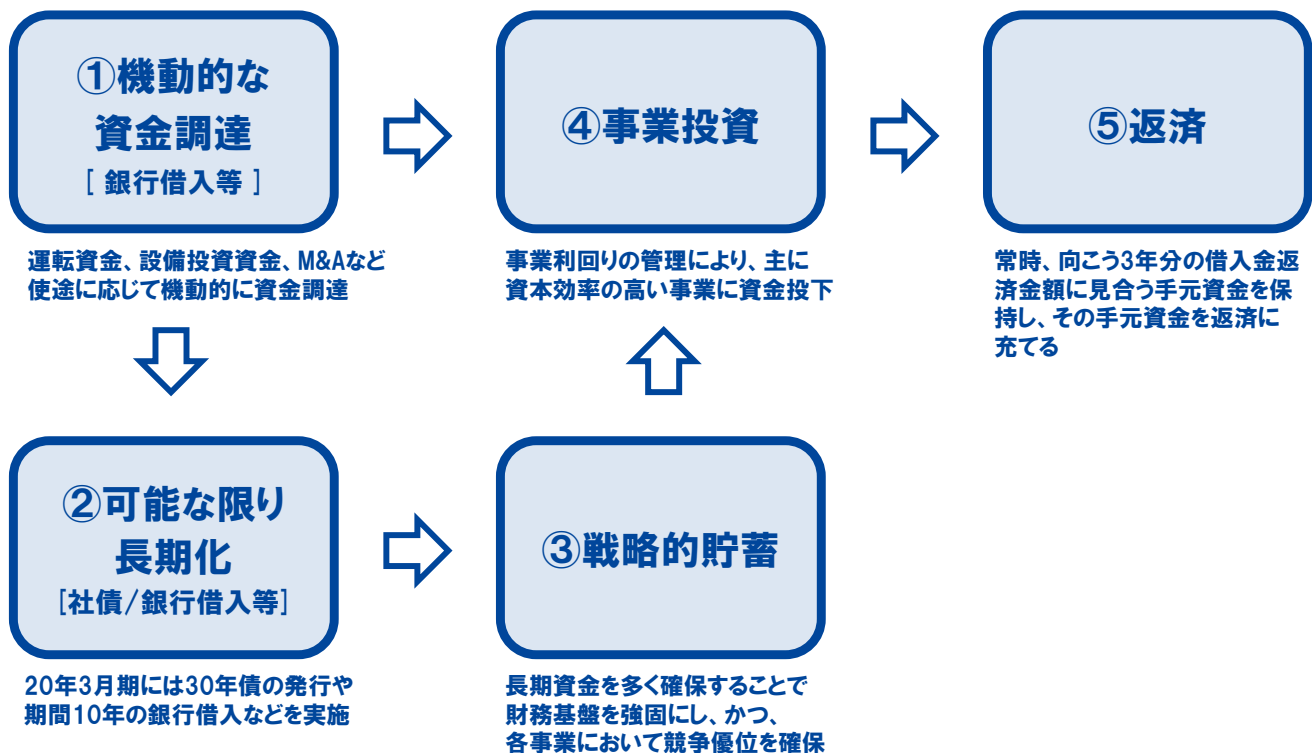 ①機動的な
資金調達
[ 銀行借入等 ]
運転資金、設備投資資金、M&Aなど
使途に応じて機動的に資金調達
②可能な限り
長期化
[社債/銀行借入等]
20年3月期には30年債の発行や
期間10年の銀行借入などを実施
③戦略的貯蓄
長期資金を多く確保することで
財務基盤を強固にし、かつ、
各事業において競争優位を確保
④事業投資
事業利回りの管理により、主に
資本効率の高い事業に資金投下
⑤返済
常時、向こう3年分の借入金返
済金額に見合う手元資金を保
持し、その手元資金を返済に
充てる